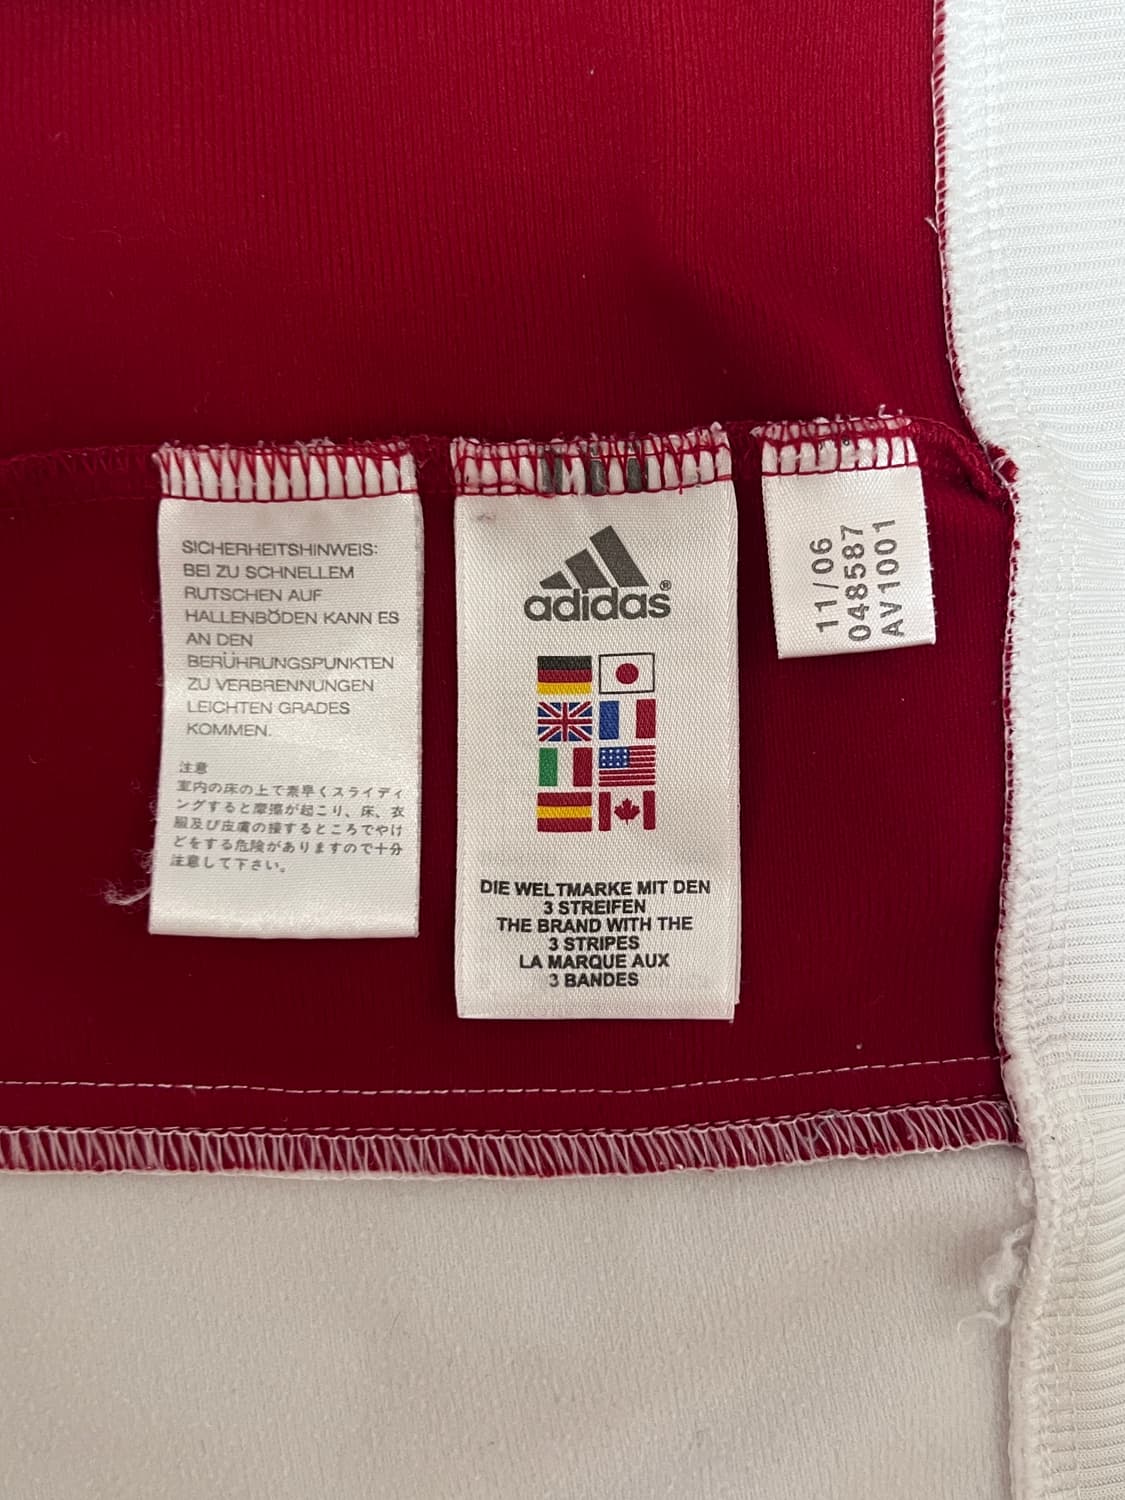 SICHERHEITSHINWEIS:
BEI ZU SCHNELLEM
RUTSCHEN AUF
HALLENBÖDEN KANN ES
AN DEN
BERÜHRUNGSPUNKTEN
ZU VERBRENNUNGEN
LEICHTEN GRADES
KOMMEN.
注意
室内の床の上で素早くスライディ
ングすると摩擦が起こり、床、衣
服及び皮膚の接するところでやけ
どをする危険がありますので十分
注意して下さい。
adidas®
DIE WELTMARKE MIT DEN
3 STREIFEN
THE BRAND WITH THE
3 STRIPES
LA MARQUE AUX
3 BANDES
11/06
048587
AV1001